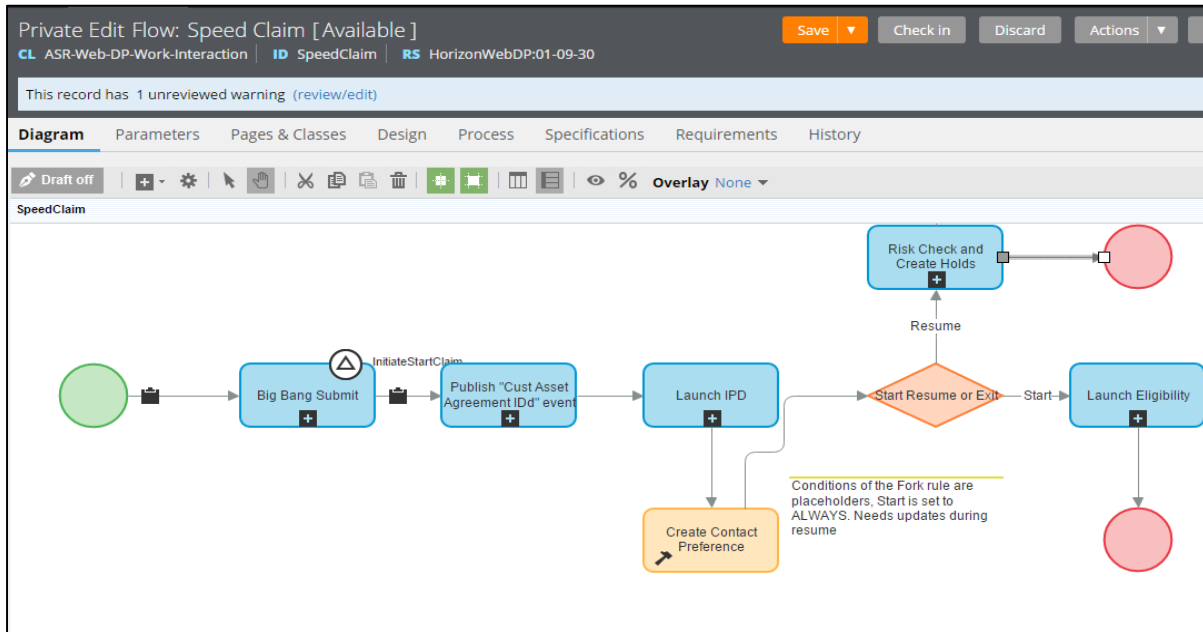 Private Edit Flow: Speed Claim [Available]
Save
Check in
Discard
Actions
CL ASR-Web-DP-Work-Interaction ID SpeedClaim RS HorizonWebDP:01-09-30
This record has 1 unreviewed warning (review/edit)
Diagram Parameters Pages & Classes Design Process Specifications Requirements History
Draft off
Overlay None
SpeedClaim
Risk Check and
Create Holds
Resume
InitiateStartClaim
Big Bang Submit
Publish "Cust Asset
Agreement IDd" event
Launch IPD
Start Resume or Exit
Start
Launch Eligibility
Conditions of the Fork rule are
placeholders, Start is set to
ALWAYS. Needs updates during
resume
Create Contact
Preference